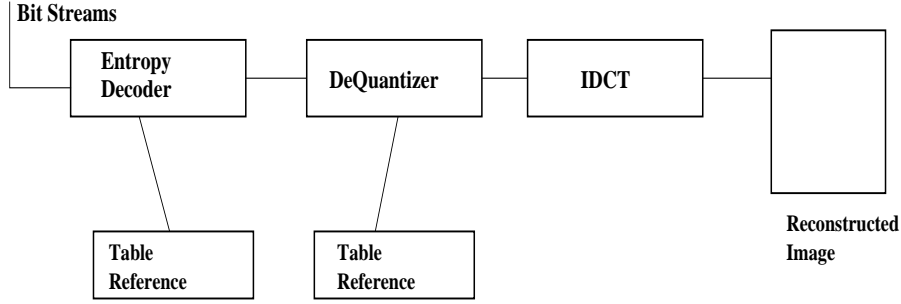 Bit Streams
Entropy
Decoder
DeQuantizer
IDCT
Table
Reference
Table
Reference
Reconstructed
Image